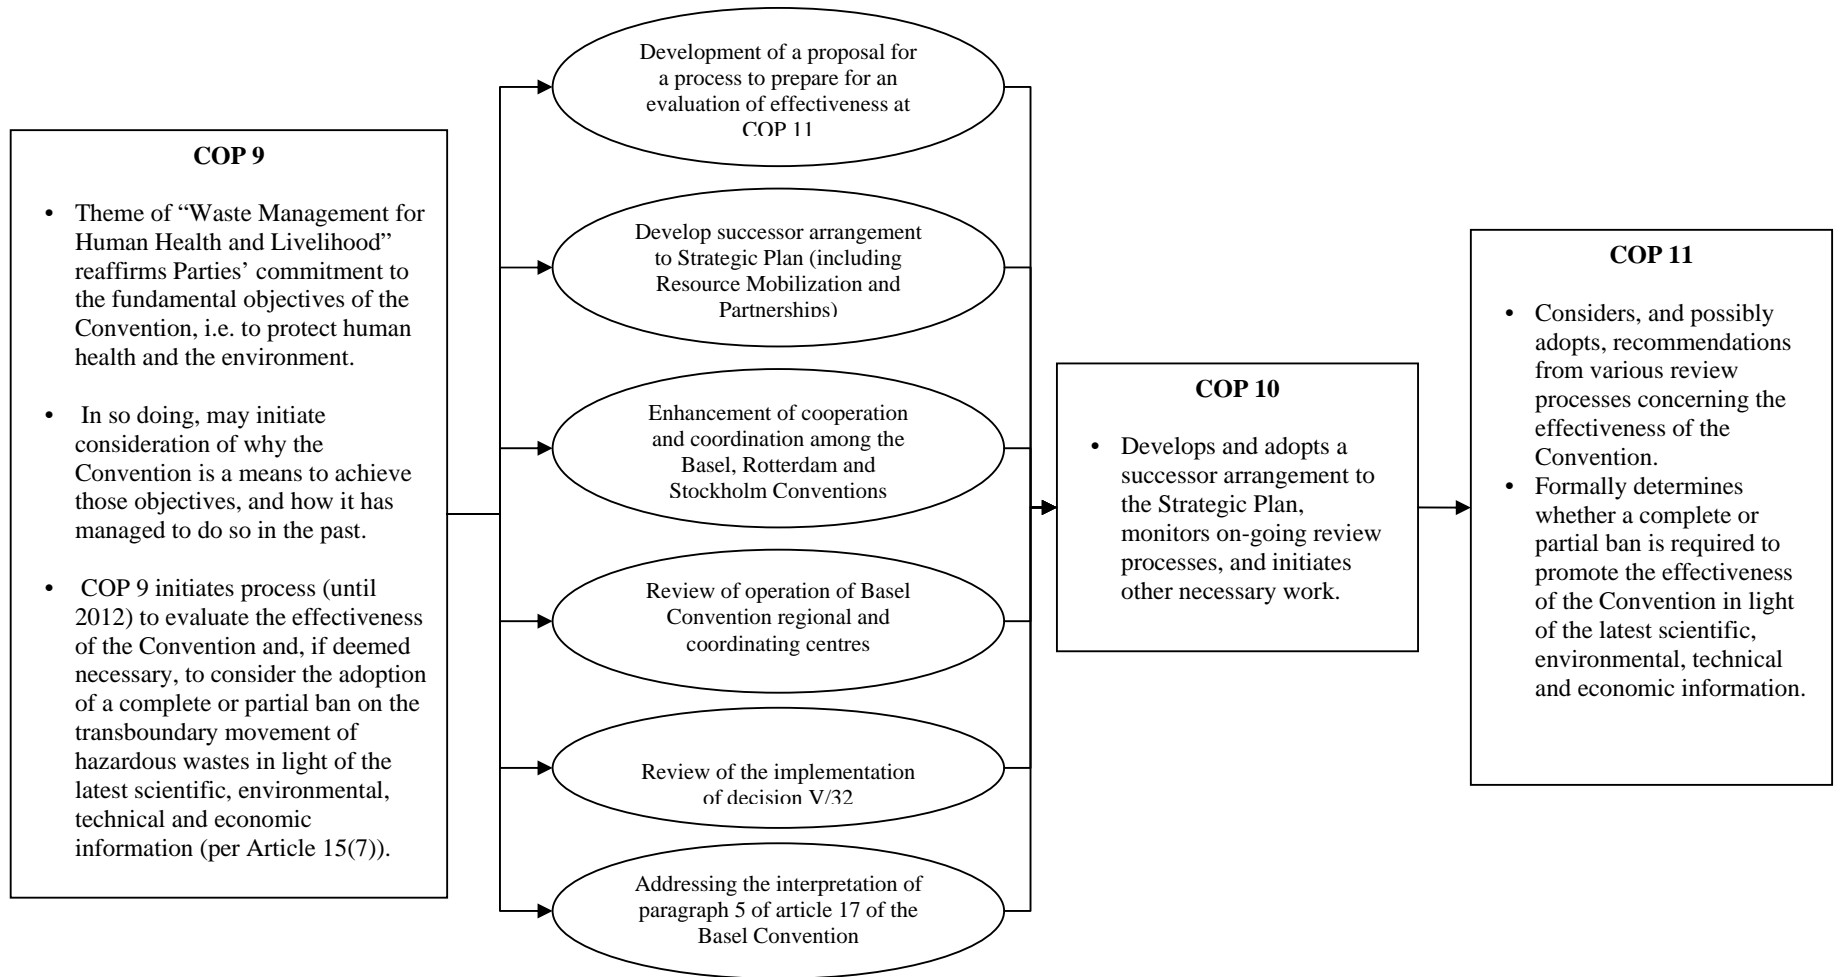 COP 9
• Theme of “Waste Management for
Human Health and Livelihood”
reaffirms Parties’ commitment to
the fundamental objectives of the
Convention, i.e. to protect human
health and the environment.
• In so doing, may initiate
consideration of why the
Convention is a means to achieve
those objectives, and how it has
managed to do so in the past.
• COP 9 initiates process (until
2012) to evaluate the effectiveness
of the Convention and, if deemed
necessary, to consider the adoption
of a complete or partial ban on the
transboundary movement of
hazardous wastes in light of the
latest scientific, environmental,
technical and economic
information (per Article 15(7)).
Development of a proposal for
a process to prepare for an
evaluation of effectiveness at
COP 11
Develop successor arrangement
to Strategic Plan (including
Resource Mobilization and
Partnerships)
Enhancement of cooperation
and coordination among the
Basel, Rotterdam and
Stockholm Conventions
Review of operation of Basel
Convention regional and
coordinating centres
Review of the implementation
of decision V/32
Addressing the interpretation of
paragraph 5 of article 17 of the
Basel Convention
COP 10
• Develops and adopts a
successor arrangement to
the Strategic Plan,
monitors on-going review
processes, and initiates
other necessary work.
COP 11
• Considers, and possibly
adopts, recommendations
from various review
processes concerning the
effectiveness of the
Convention.
• Formally determines
whether a complete or
partial ban is required to
promote the effectiveness
of the Convention in light
of the latest scientific,
environmental, technical
and economic information.